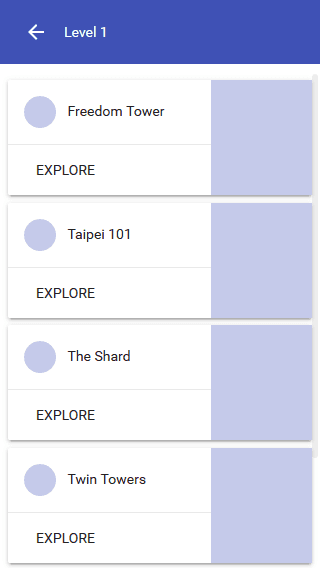 Level 1
Freedom Tower
EXPLORE
Taipei 101
EXPLORE
The Shard
EXPLORE
Twin Towers
EXPLORE